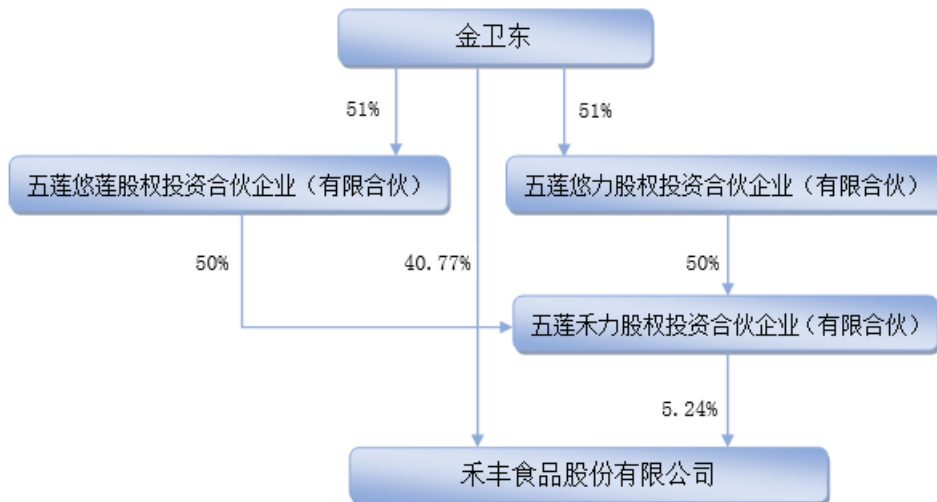 金卫东
51%
51%
五莲悠莲股权投资合伙企业（有限合伙）
五莲悠力股权投资合伙企业（有限合伙）
50%
40.77%
50%
五莲禾力股权投资合伙企业（有限合伙）
5.24%
禾丰食品股份有限公司